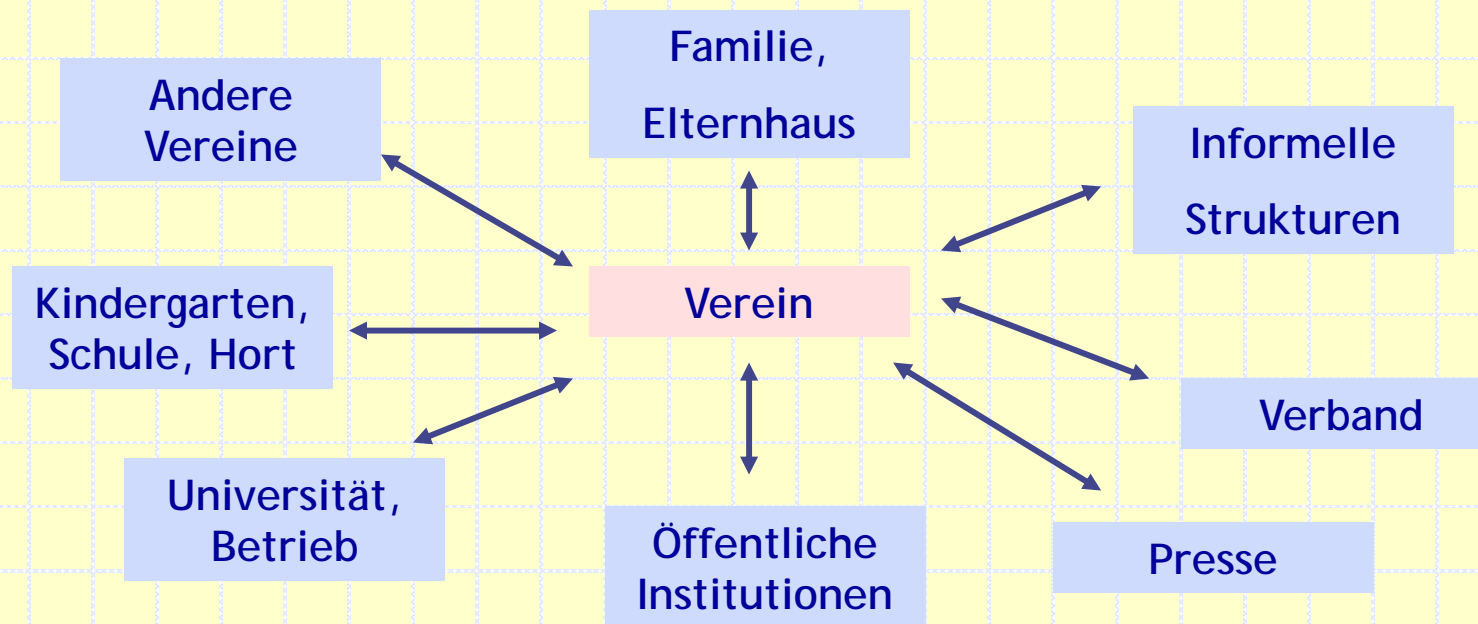 Familie,
Elternhaus
Andere
Vereine
Informelle
Strukturen
Kindergarten,
Schule, Hort
Verein
Verband
Universität,
Betrieb
Öffentliche
Institutionen
Presse